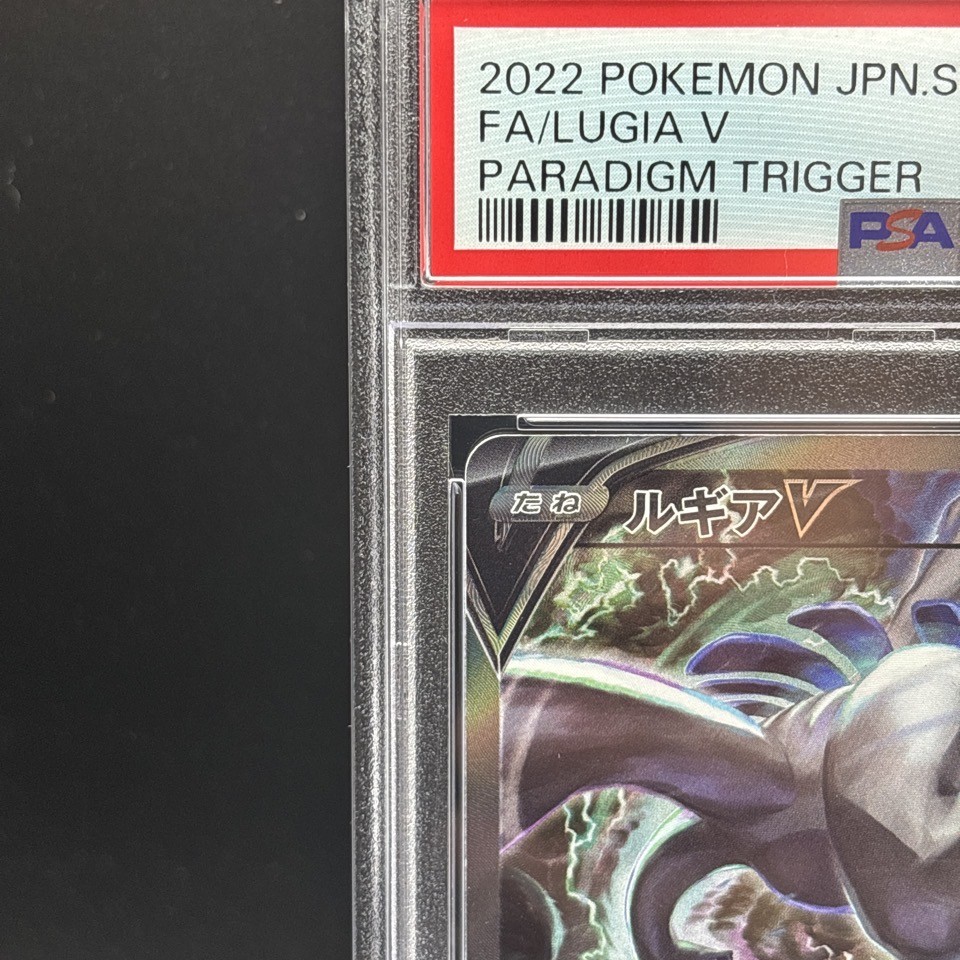 2022 POKEMON JPN.S
FA/LUGIA V
PARADIGM TRIGGER
PSA
たね ルギアV